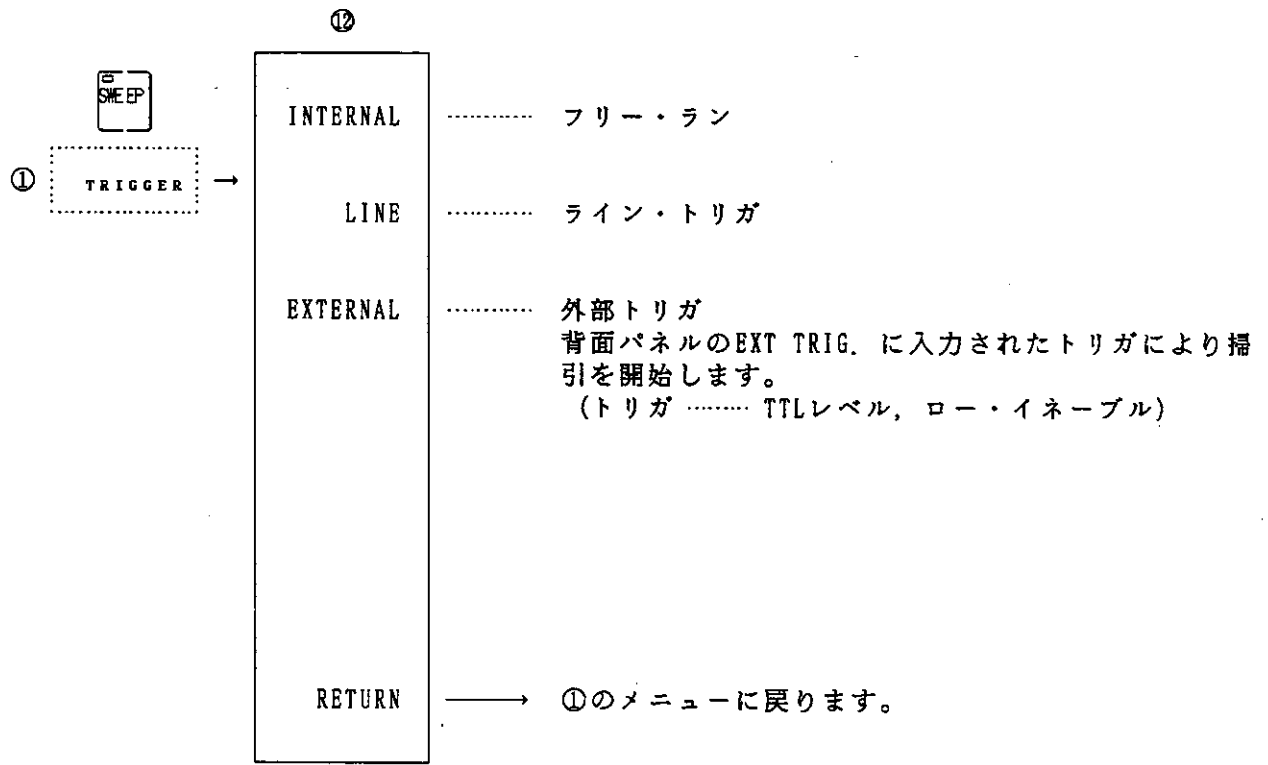 ⑫
SWEEP
① TRIGGER →
INTERNAL ………… フリー・ラン
LINE ………… ライン・トリガ
EXTERNAL ………… 外部トリガ
背面パネルのEXT TRIG. に入力されたトリガにより掃
引を開始します。
(トリガ ……… TTLレベル, ロー・イネーブル)
RETURN ⟶ ①のメニューに戻ります。